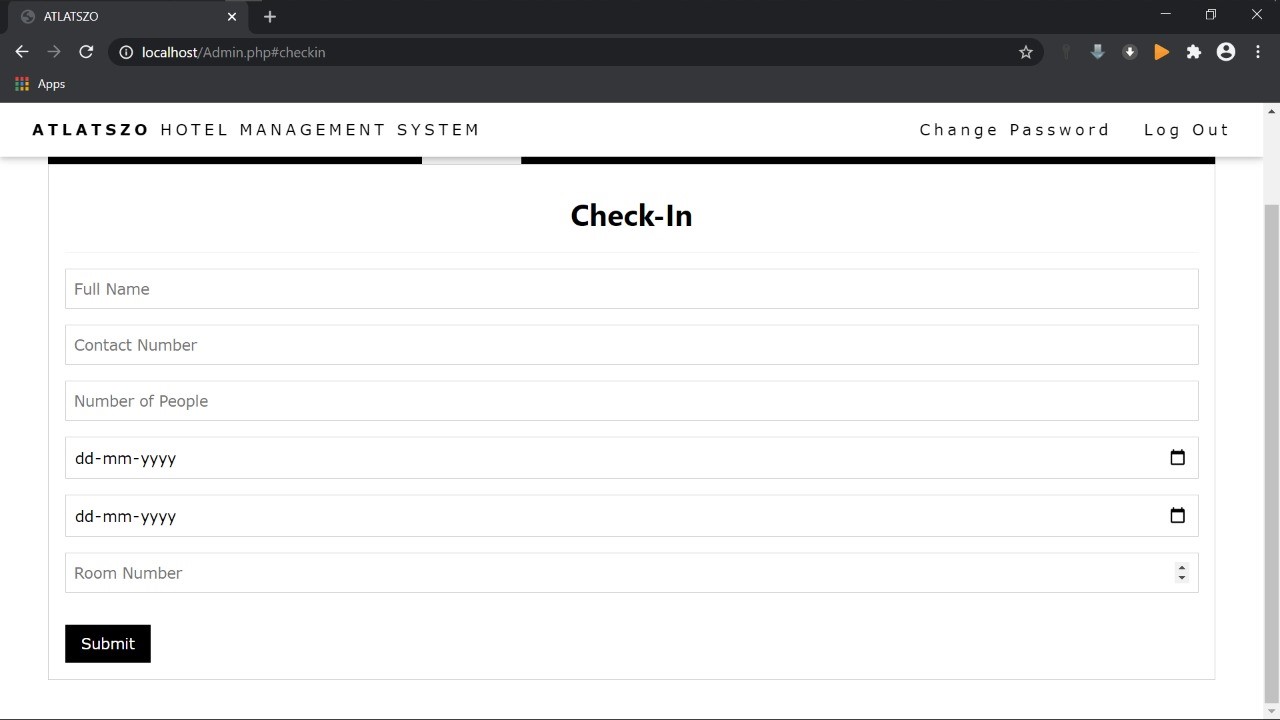 ATLATSZO
localhost/Admin.php#checkin
Apps
ATLATSZO HOTEL MANAGEMENT SYSTEM Change Password Log Out
Check-In
Full Name
Contact Number
Number of People
dd-mm-yyyy
dd-mm-yyyy
Room Number
Submit